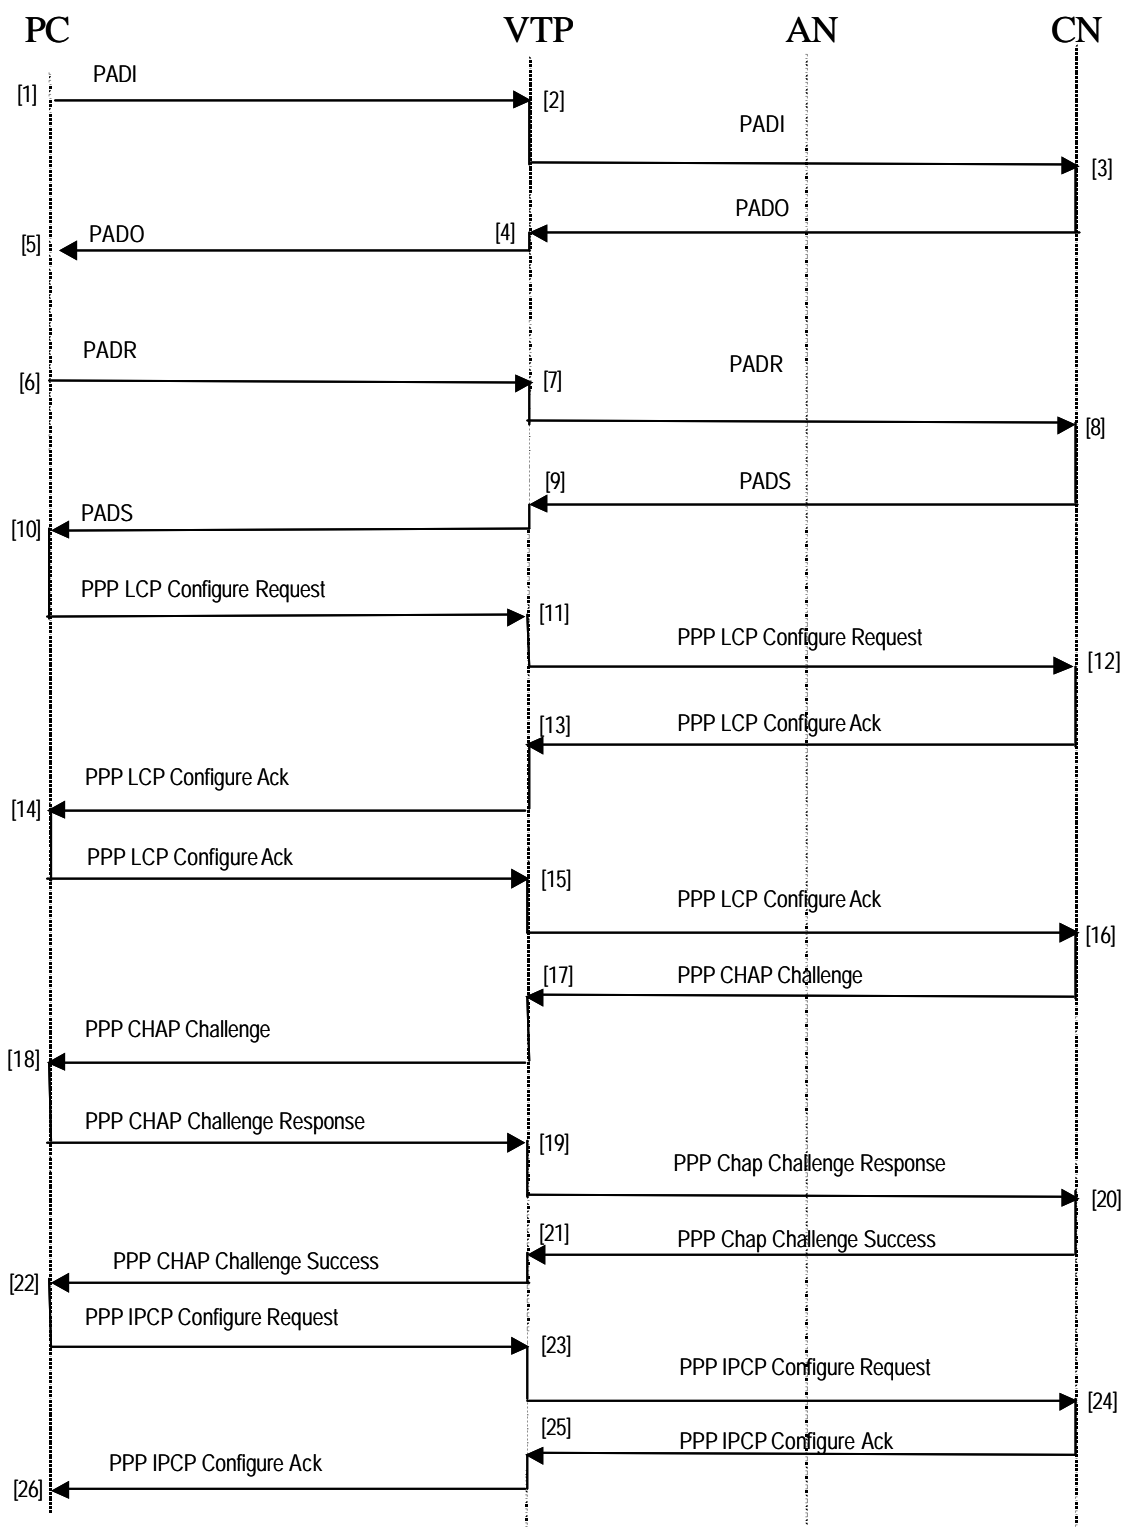 PC VTP AN CN
PADI
[1] [2]
PADI
[3]
PADO
[4]
PADO
[5]
PADR
PADR
[6] [7]
[8]
[9] PADS
PADS
[10]
PPP LCP Configure Request
[11]
PPP LCP Configure Request
[12]
[13] PPP LCP Configure Ack
PPP LCP Configure Ack
[14]
PPP LCP Configure Ack
[15]
PPP LCP Configure Ack
[16]
[17] PPP CHAP Challenge
PPP CHAP Challenge
[18]
PPP CHAP Challenge Response
[19]
PPP Chap Challenge Response
[20]
[21] PPP Chap Challenge Success
PPP CHAP Challenge Success
[22]
PPP IPCP Configure Request
[23]
PPP IPCP Configure Request
[24]
[25] PPP IPCP Configure Ack
PPP IPCP Configure Ack
[26]